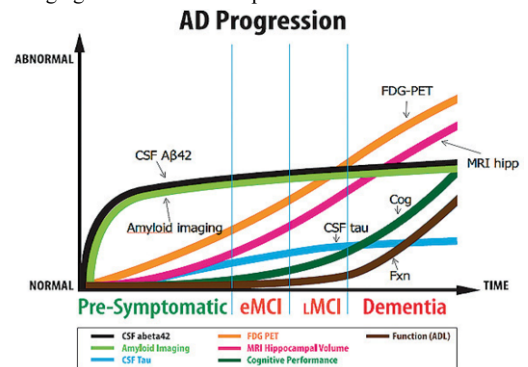 AD Progression
ABNORMAL
FDG-PET
CSF Aβ42
MRI hipp
Amyloid imaging
Cog
CSF tau
Fxn
NORMAL
TIME
Pre-Symptomatic eMCI LMCI Dementia
CSF abeta42 FDG PET Function (ADL)
Amyloid Imaging MRI Hippocampal Volume
CSF Tau Cognitive Performance